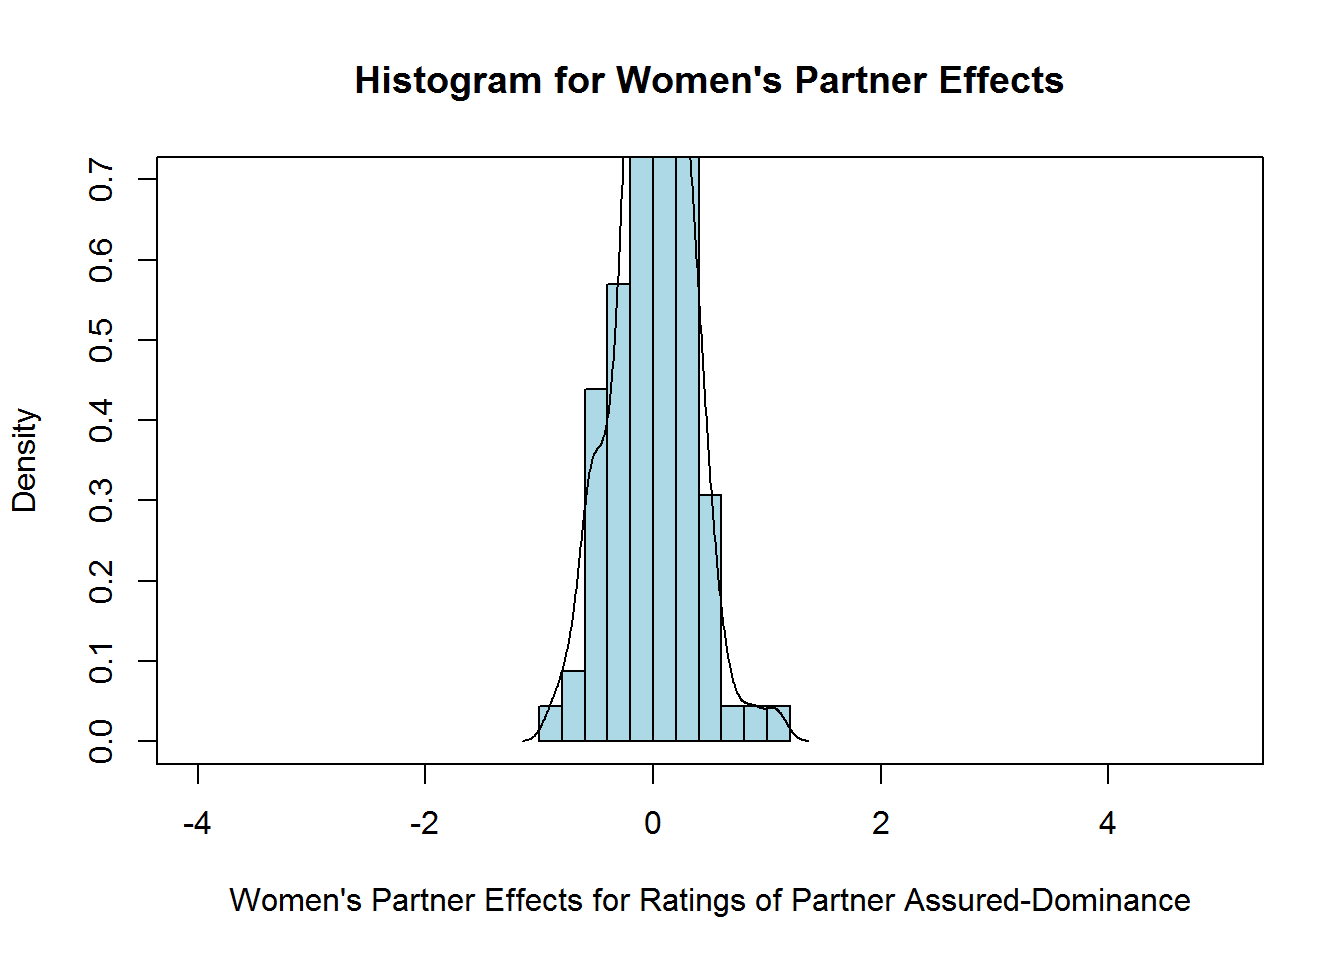 Histogram for Women's Partner Effects
0.7
0.6
0.5
0.4
0.3
0.2
0.1
0.0
Density
-4 -2 0 2 4
Women's Partner Effects for Ratings of Partner Assured-Dominance